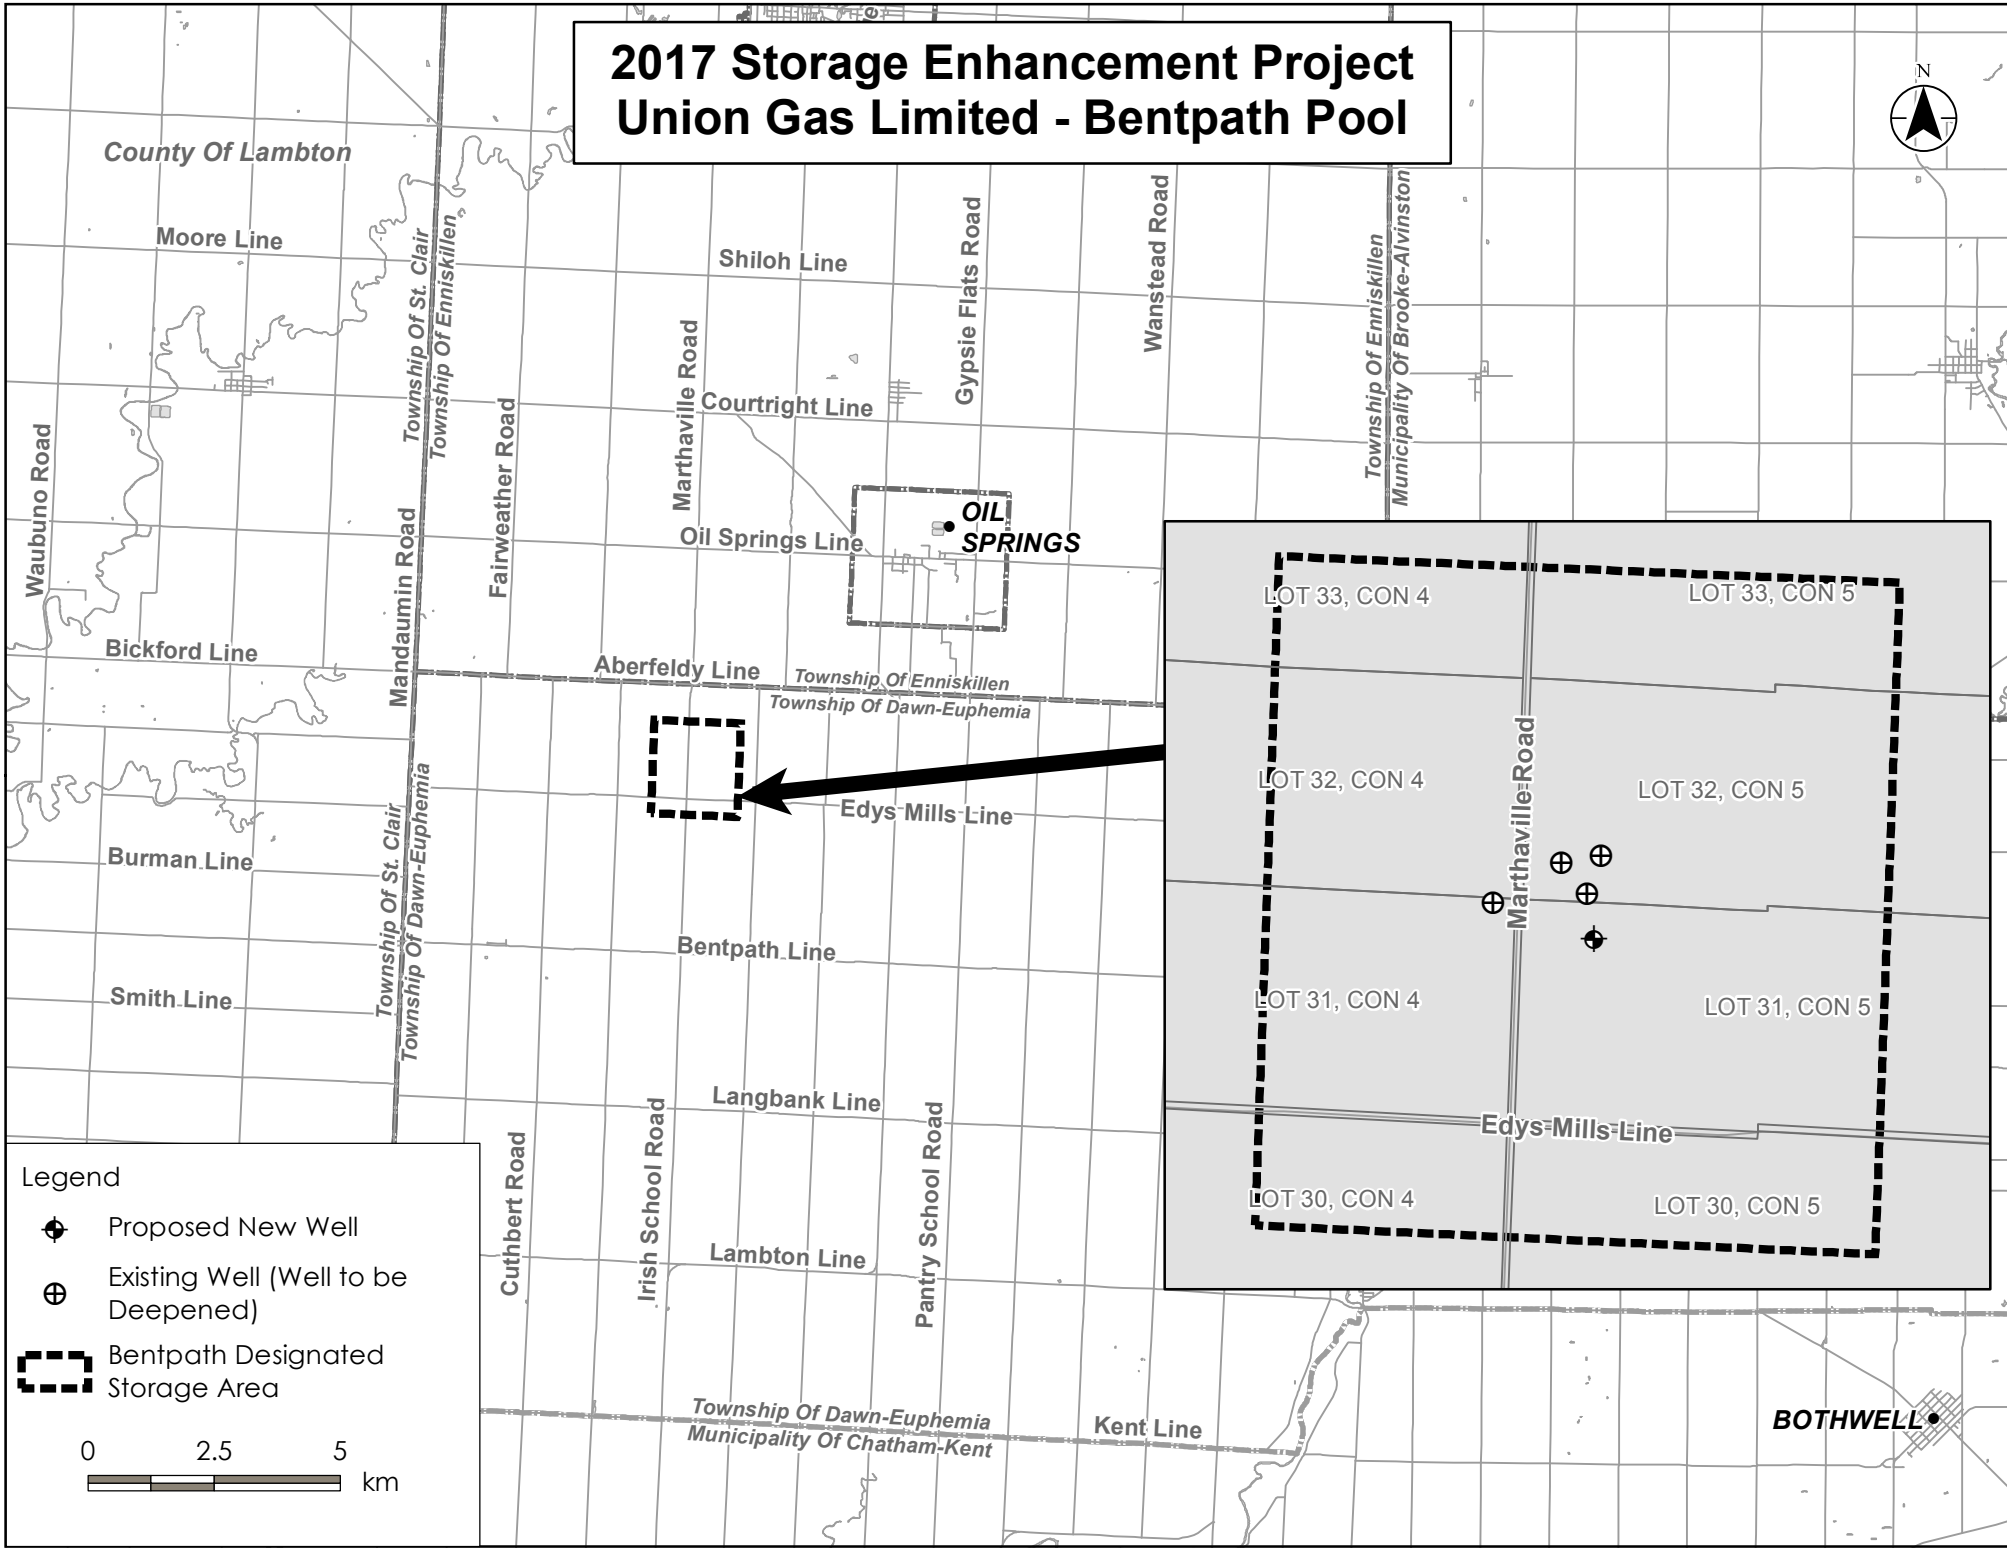 2017 Storage Enhancement Project
Union Gas Limited - Bentpath Pool
N
County Of Lambton
Moore Line
Township Of St. Clair
Township Of Enniskillen
Shiloh Line
Gypsie Flats Road
Wanstead Road
Township Of Enniskillen
Municipality Of Brooke-Alvinston
Marthaville Road
Courtright Line
Waubuno Road
Fairweather Road
Mandaumin Road
Oil Springs Line
OIL
SPRINGS
Bickford Line
Aberfeldy Line
Township Of Enniskillen
Township Of Dawn-Euphemia
Edys Mills Line
Burman Line
Township Of St. Clair
Township Of Dawn-Euphemia
Bentpath Line
Smith Line
Langbank Line
Cuthbert Road
Irish School Road
Pantry School Road
Lambton Line
Township Of Dawn-Euphemia
Municipality Of Chatham-Kent
Kent Line
BOTHWELL
LOT 33, CON 4
LOT 33, CON 5
Marthaville Road
LOT 32, CON 4
LOT 32, CON 5
LOT 31, CON 4
LOT 31, CON 5
Edys Mills Line
LOT 30, CON 4
LOT 30, CON 5
Legend
Proposed New Well
Existing Well (Well to be
Deepened)
Bentpath Designated
Storage Area
0 2.5 5
km